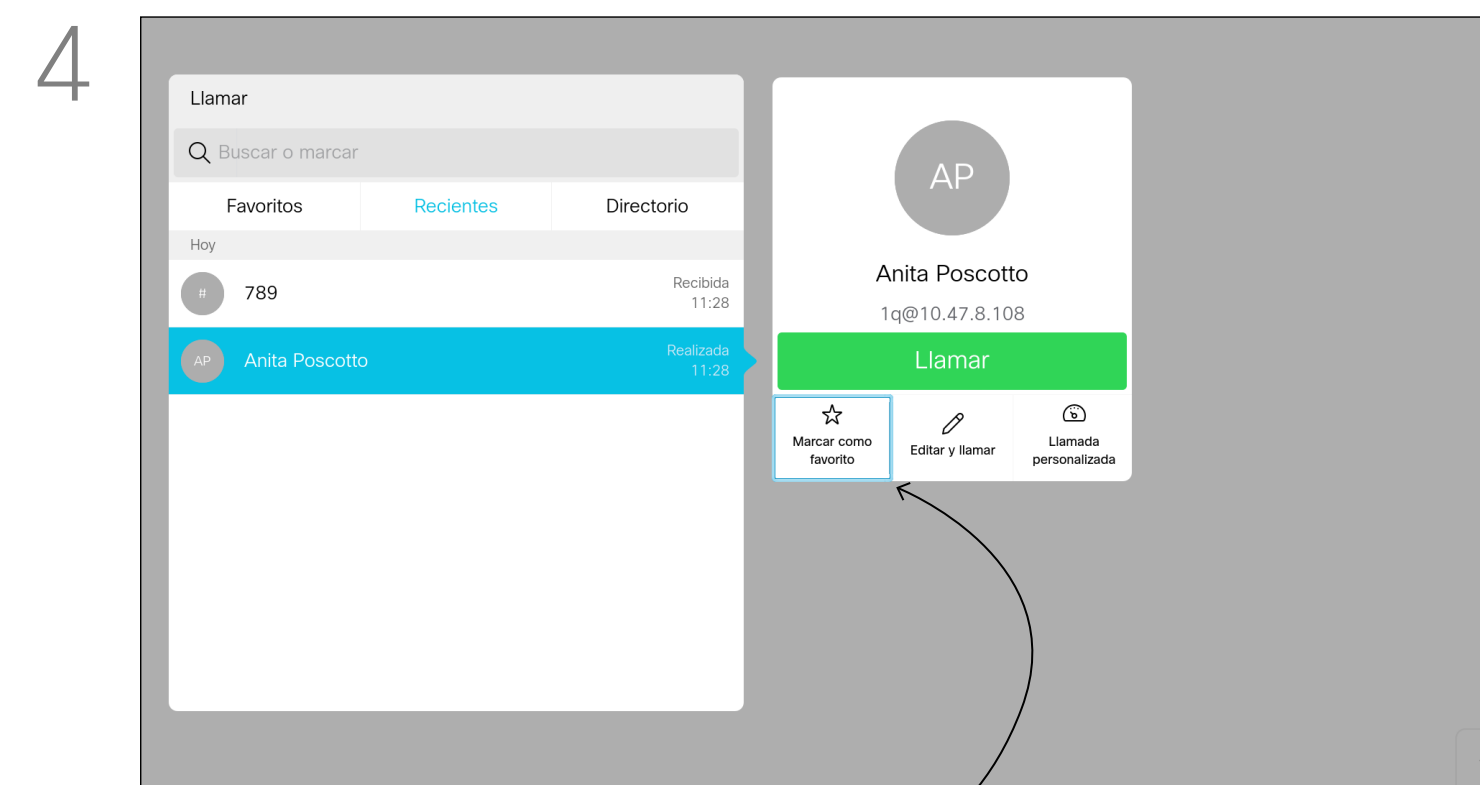 4
Llamar
Buscar o marcar
Favoritos Recientes Directorio
Hoy
# 789 Recibida
11:28
AP Anita Poscotto Realizada
11:28
AP
Anita Poscotto
1q@10.47.8.108
Llamar
Marcar como
favorito
Editar y llamar
Llamada
personalizada